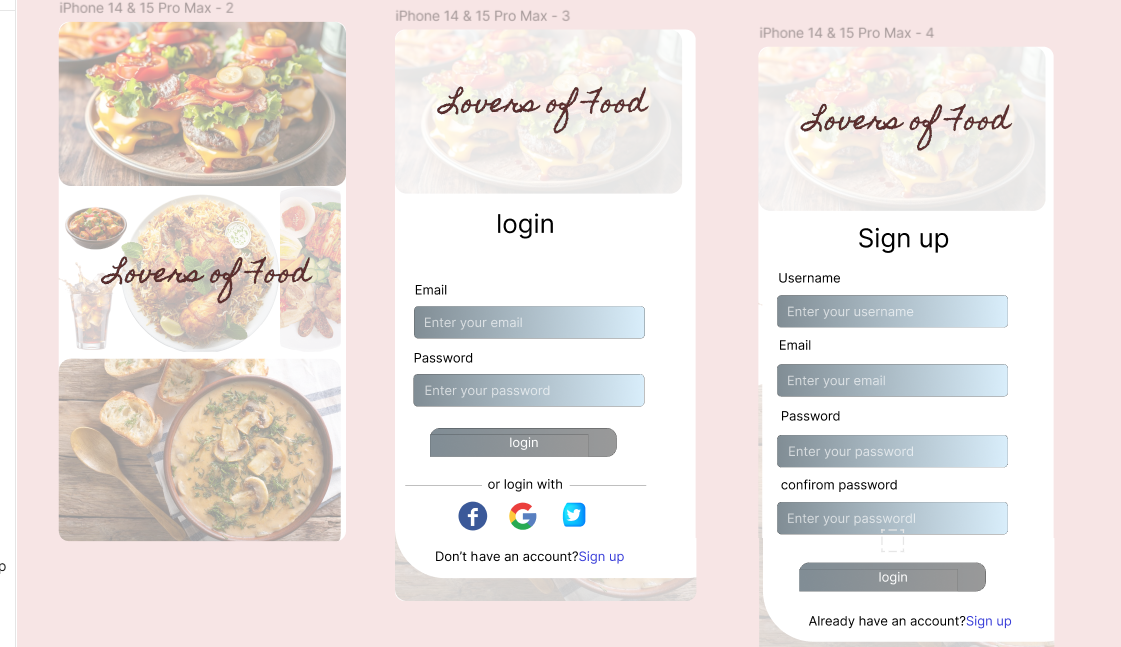 iPhone 14 & 15 Pro Max - 2
Lovers of Food
iPhone 14 & 15 Pro Max - 3
Lovers of Food
login
Email
Enter your email
Password
Enter your password
login
or login with
Don't have an account?Sign up
iPhone 14 & 15 Pro Max - 4
Lovers of Food
Sign up
Username
Enter your username
Email
Enter your email
Password
Enter your password
confirom password
Enter your passwordl
login
Already have an account?Sign up
p